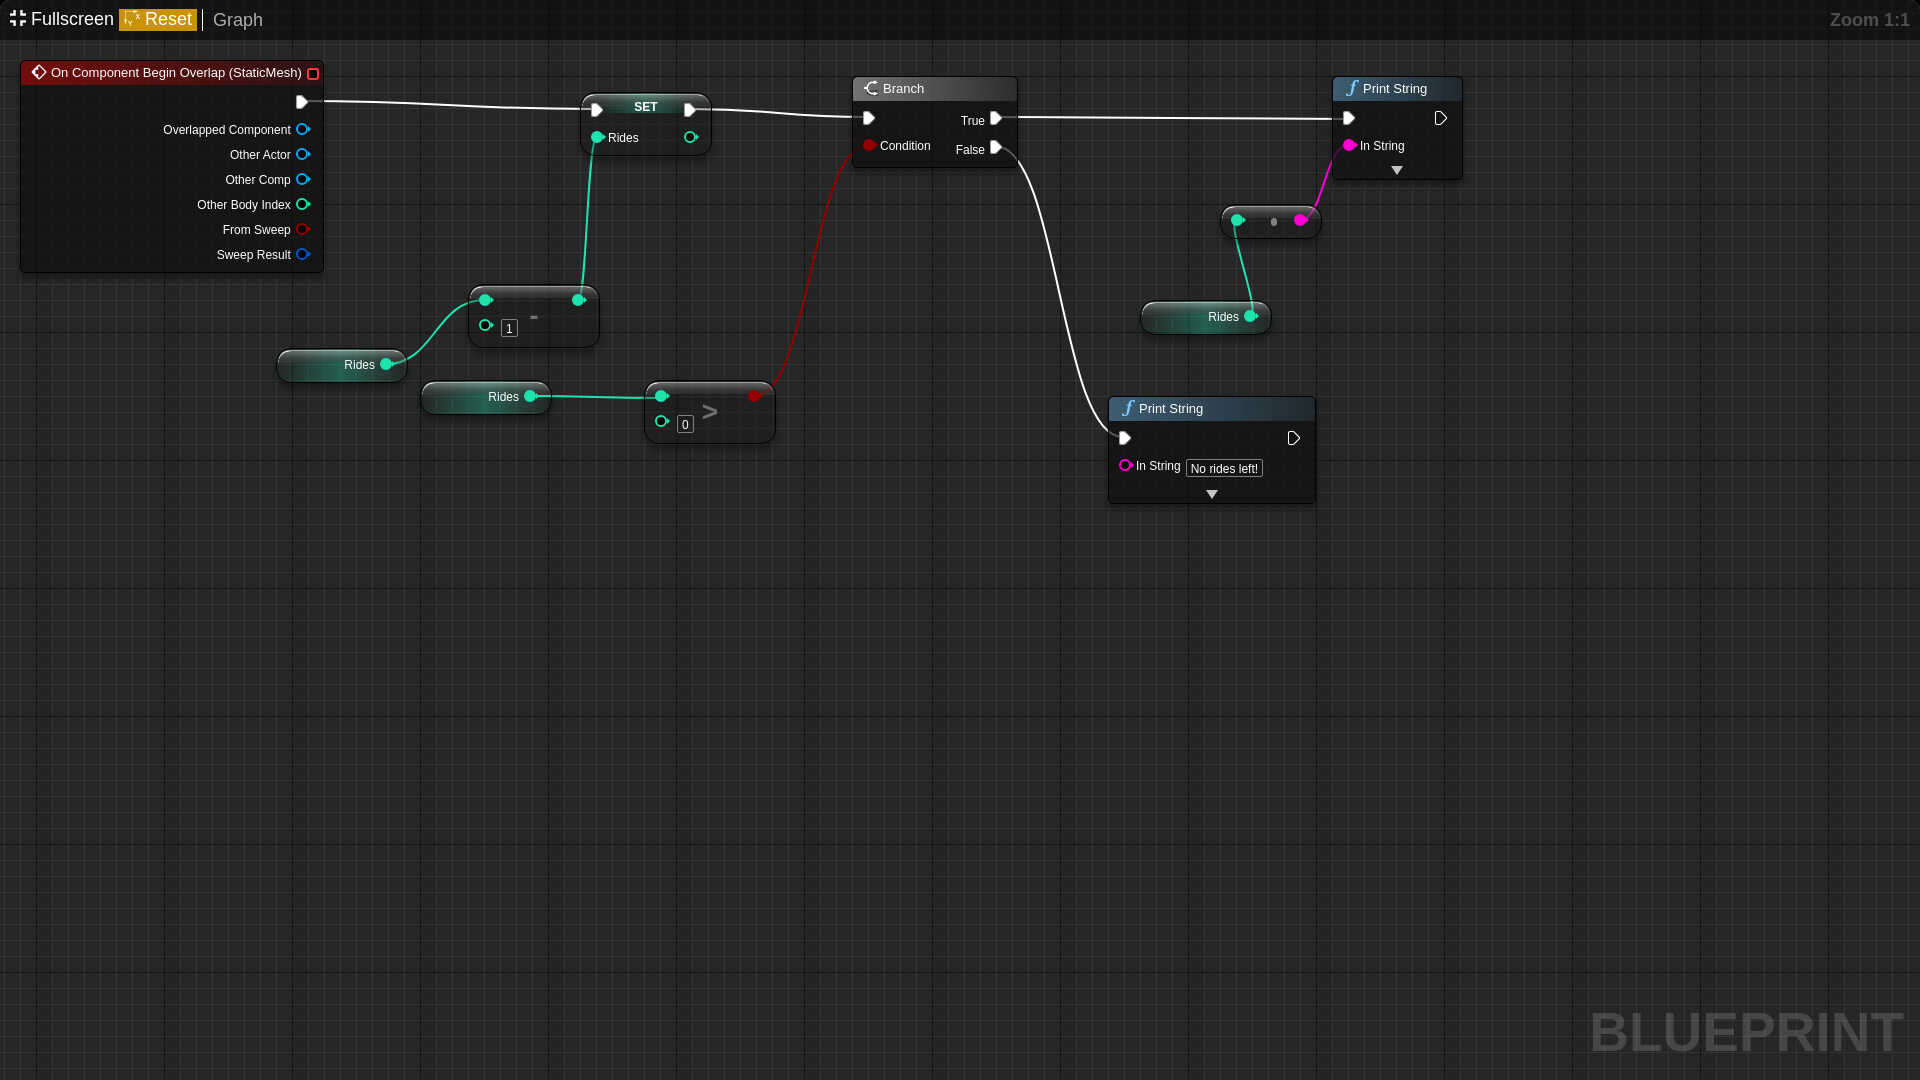 Fullscreen Reset Graph
Zoom 1:1
On Component Begin Overlap (StaticMesh)
Overlapped Component
Other Actor
Other Comp
Other Body Index
From Sweep
Sweep Result
SET
Rides
Branch
True
Condition
False
Print String
In String
Rides
-
1
Rides
Rides
>
0
Print String
In String No rides left!
BLUEPRINT